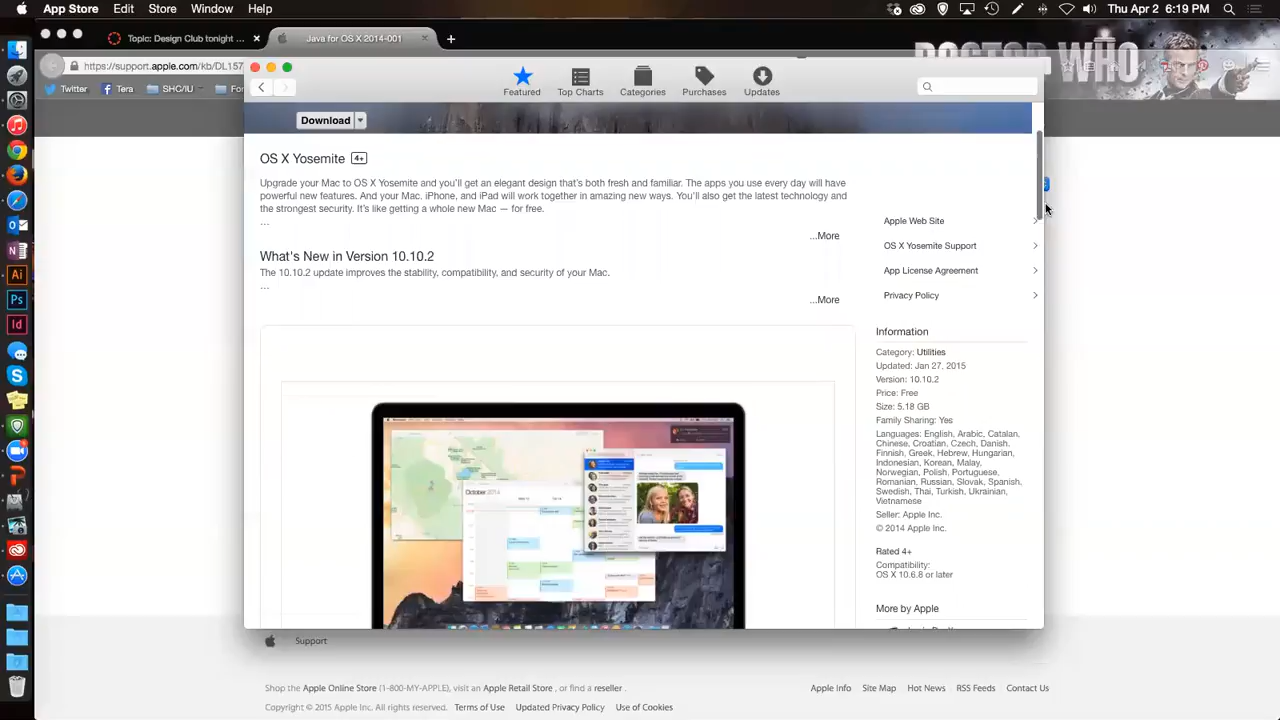 Thu Apr 2 6:19 PM
Topic: Design Club tonight ...
Java for OS X 2014-001
https://support.apple.com/kb/DL157
DOCTOR WHO
Twitter
Tera
SHC/IU
Featured
Top Charts
Categories
Purchases
Updates
Download
OS X Yosemite 4+
Upgrade your Mac to OS X Yosemite and you'll get an elegant design that's both fresh and familiar. The apps you use every day will have
powerful new features. And your Mac, iPhone, and iPad will work together in amazing new ways. You'll also get the latest technology and
the strongest security. It's like getting a whole new Mac — for free.
...
...More
What's New in Version 10.10.2
The 10.10.2 update improves the stability, compatibility, and security of your Mac.
...
...More
Apple Web Site
OS X Yosemite Support
App License Agreement
Privacy Policy
Information
Category: Utilities
Updated: Jan 27, 2015
Version: 10.10.2
Price: Free
Size: 5.18 GB
Family Sharing: Yes
Languages: English, Arabic, Catalan,
Chinese, Croatian, Czech, Danish,
Finnish, Greek, Hebrew, Hungarian,
Indonesian, Korean, Malay,
Norwegian, Polish, Portuguese,
Romanian, Russian, Slovak, Spanish,
Swedish, Thai, Turkish, Ukrainian,
Vietnamese
Seller: Apple Inc.
© 2014 Apple Inc.
Rated 4+
Compatibility:
OS X 10.6.8 or later
More by Apple
October 2014
Ai
Ps
Id
Support
Shop the Apple Online Store (1-800-MY-APPLE), visit an Apple Retail Store , or find a reseller .
Apple Info
Site Map
Hot News
RSS Feeds
Contact Us
Copyright © 2015 Apple Inc. All rights reserved.
Terms of Use
Updated Privacy Policy
Use of Cookies